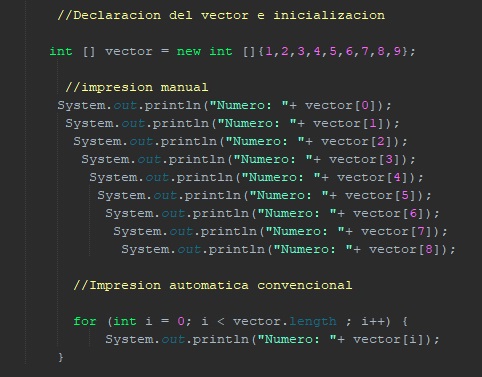 //Declaracion del vector e inicializacion
int [] vector = new int []{1,2,3,4,5,6,7,8,9};
//impresion manual
System.out.println("Numero: "+ vector[0]);
System.out.println("Numero: "+ vector[1]);
System.out.println("Numero: "+ vector[2]);
System.out.println("Numero: "+ vector[3]);
System.out.println("Numero: "+ vector[4]);
System.out.println("Numero: "+ vector[5]);
System.out.println("Numero: "+ vector[6]);
System.out.println("Numero: "+ vector[7]);
System.out.println("Numero: "+ vector[8]);
//Impresion automatica convencional
for (int i = 0; i < vector.length ; i++) {
System.out.println("Numero: "+ vector[i]);
}